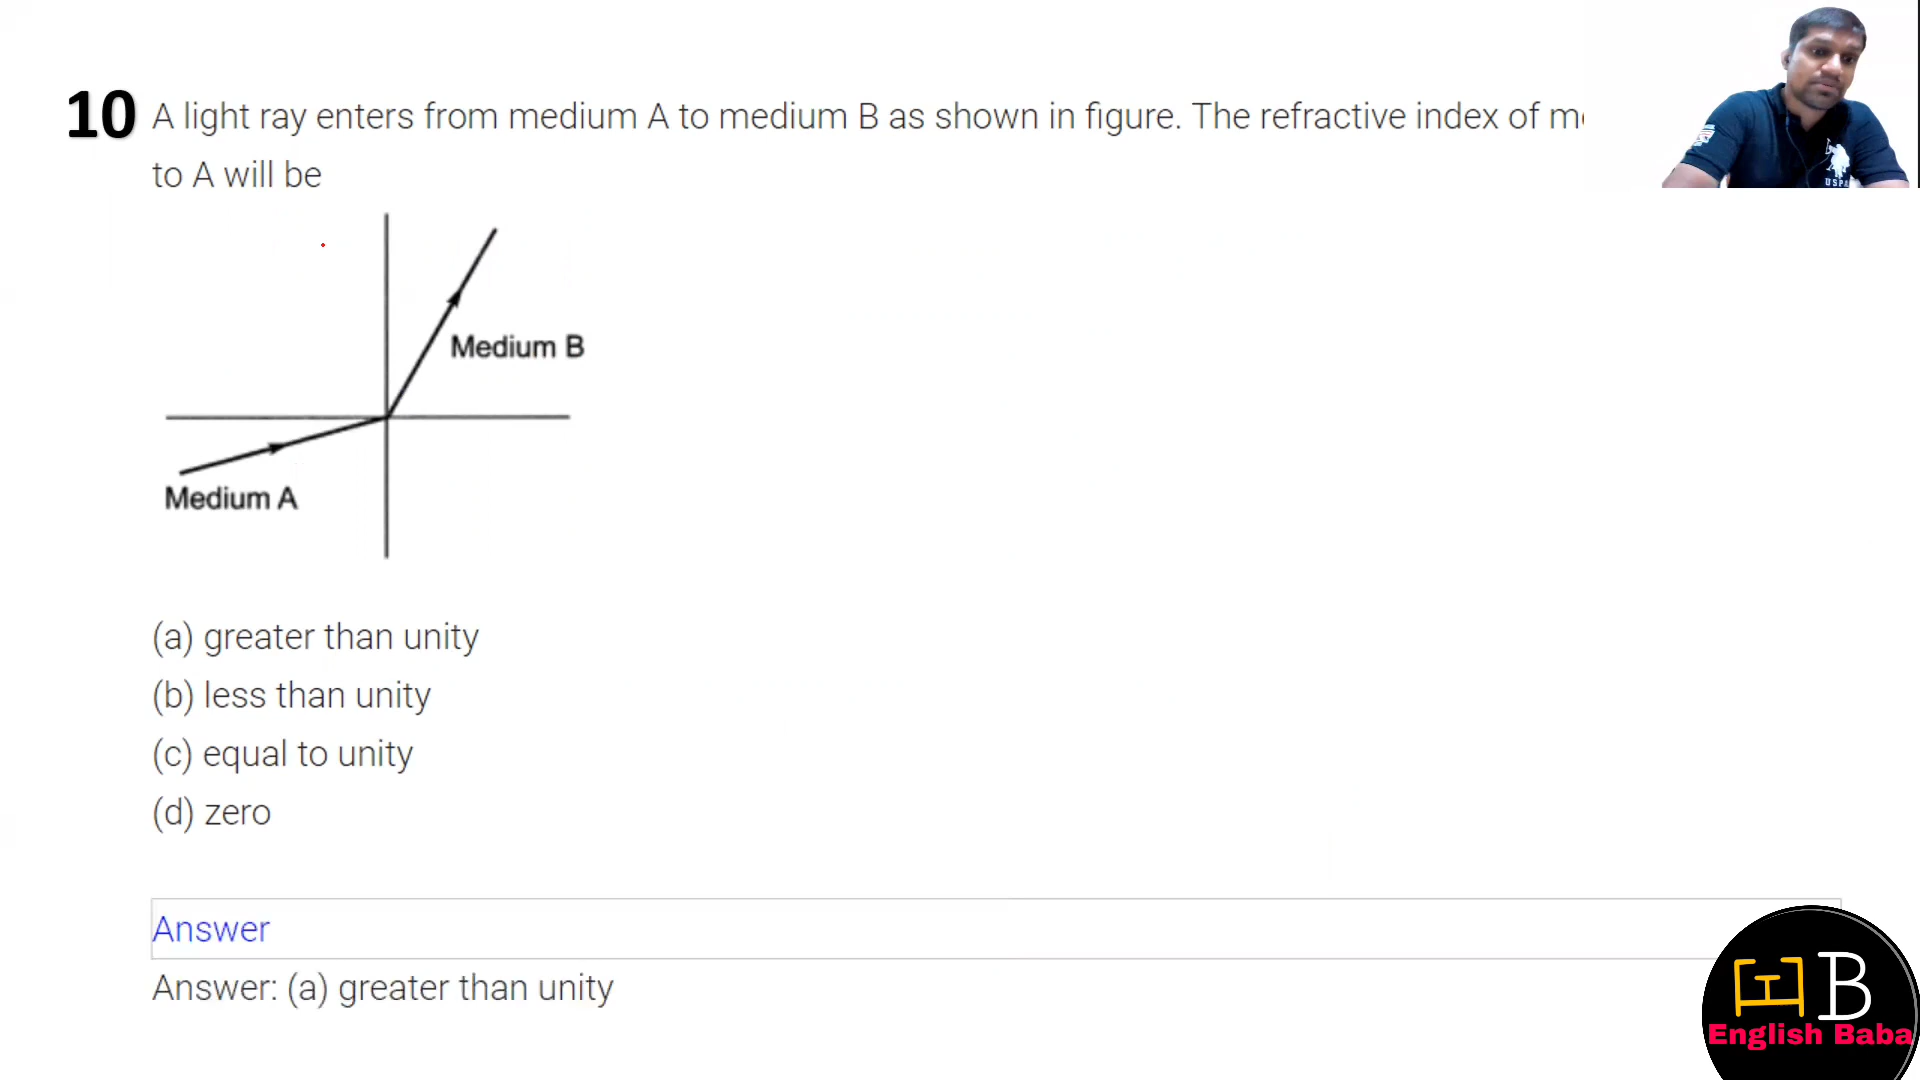 10 A light ray enters from medium A to medium B as shown in figure. The refractive index of
to A will be
Medium B
Medium A
(a) greater than unity
(b) less than unity
(c) equal to unity
(d) zero
Answer
Answer: (a) greater than unity
B
English Baba